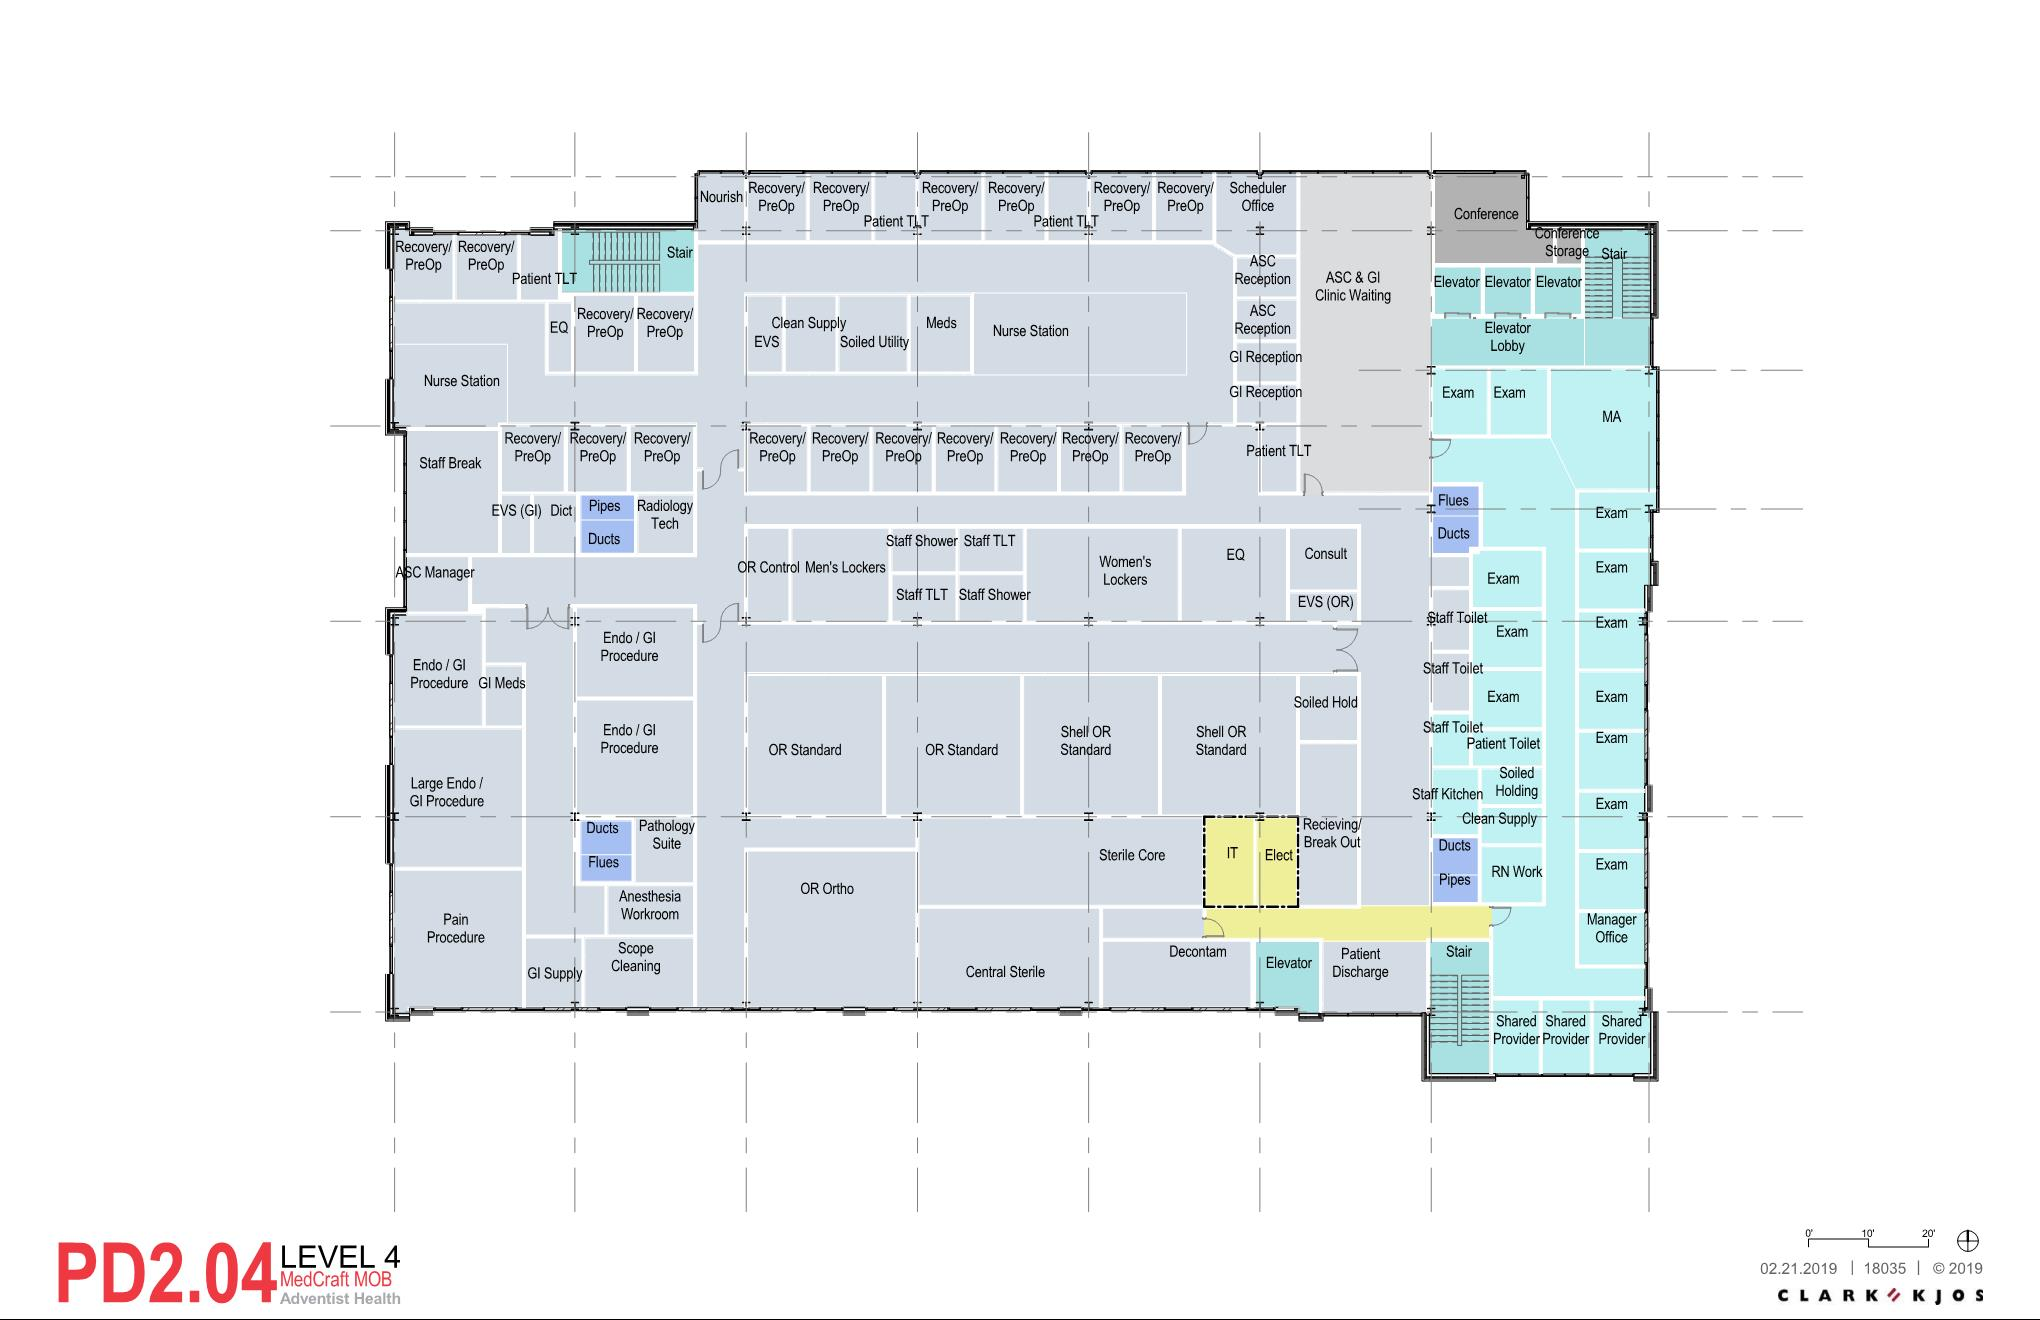 Nourish
Recovery/
PreOp
Recovery/
PreOp
Patient TLT
Recovery/
PreOp
Recovery/
PreOp
Patient TLT
Recovery/
PreOp
Recovery/
PreOp
Scheduler
Office
Conference
Conference
Storage
Stair
Recovery/
PreOp
Recovery/
PreOp
Patient TLT
Stair
ASC
Reception
ASC & GI
Clinic Waiting
Elevator
Elevator
Elevator
EQ
Recovery/
PreOp
Recovery/
PreOp
Clean Supply
EVS
Soiled Utility
Meds
Nurse Station
ASC
Reception
Elevator
Lobby
GI Reception
Nurse Station
GI Reception
Exam
Exam
MA
Staff Break
Recovery/
PreOp
Recovery/
PreOp
Recovery/
PreOp
Recovery/
PreOp
Recovery/
PreOp
Recovery/
PreOp
Recovery/
PreOp
Recovery/
PreOp
Recovery/
PreOp
Recovery/
PreOp
Patient TLT
EVS (GI)
Dict
Pipes
Ducts
Radiology
Tech
Flues
Ducts
Exam
ASC Manager
OR Control
Men's Lockers
Staff Shower
Staff TLT
Staff TLT
Staff Shower
Women's
Lockers
EQ
Consult
EVS (OR)
Exam
Exam
Staff Toilet
Exam
Exam
Endo / GI
Procedure
GI Meds
Endo / GI
Procedure
Staff Toilet
Exam
Exam
Soiled Hold
Endo / GI
Procedure
OR Standard
OR Standard
Shell OR
Standard
Shell OR
Standard
Staff Toilet
Patient Toilet
Exam
Large Endo /
GI Procedure
Staff Kitchen
Soiled
Holding
Exam
Clean Supply
Ducts
Flues
Pathology
Suite
Sterile Core
IT
Elect
Recieving/
Break Out
Ducts
Pipes
RN Work
Exam
OR Ortho
Pain
Procedure
Anesthesia
Workroom
Manager
Office
GI Supply
Scope
Cleaning
Central Sterile
Decontam
Elevator
Patient
Discharge
Stair
Shared
Provider
Shared
Provider
Shared
Provider
PD2.04
LEVEL 4
MedCraft MOB
Adventist Health
0' 10' 20'
02.21.2019 | 18035 | © 2019
CLARK KJOS